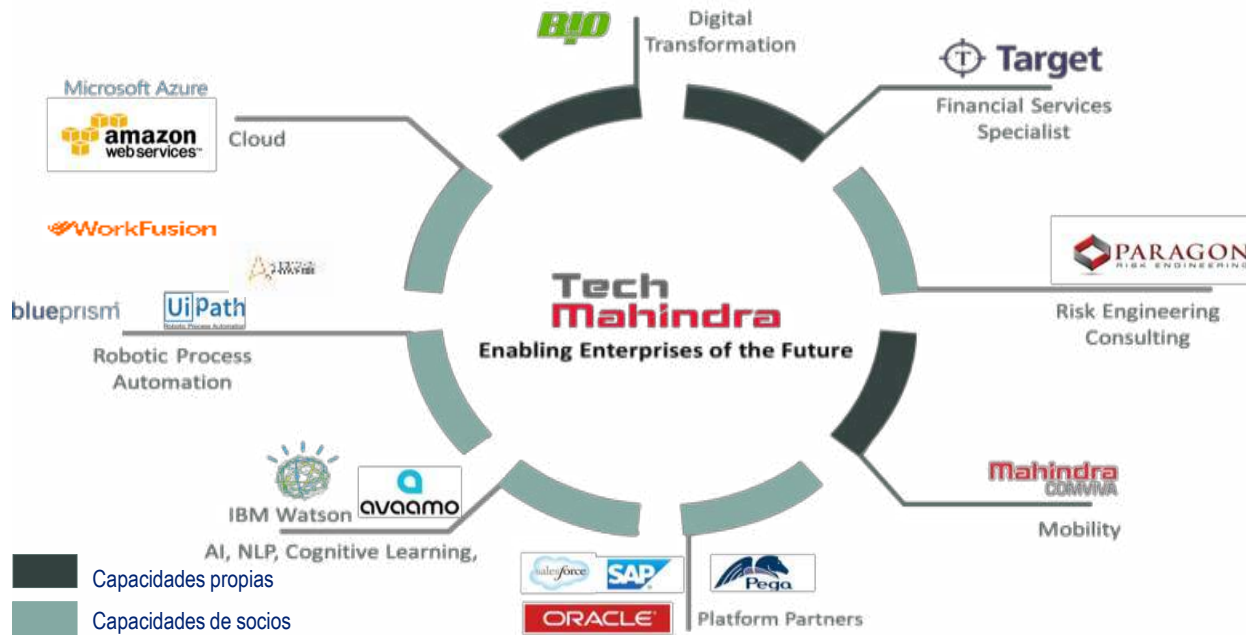 BIO
Digital
Transformation
Target
Financial Services
Specialist
Microsoft Azure
amazon
webservices™
Cloud
WorkFusion
PARAGON
RISK ENGINEERING
Risk Engineering
Consulting
blueprism
UiPath
Robotic Process Automation
Robotic Process
Automation
Tech
Mahindra
Enabling Enterprises of the Future
IBM Watson
avaamo
AI, NLP, Cognitive Learning,
Mahindra
COMVIVA
Mobility
salesforce
SAP
Pega
ORACLE
Platform Partners
Capacidades propias
Capacidades de socios